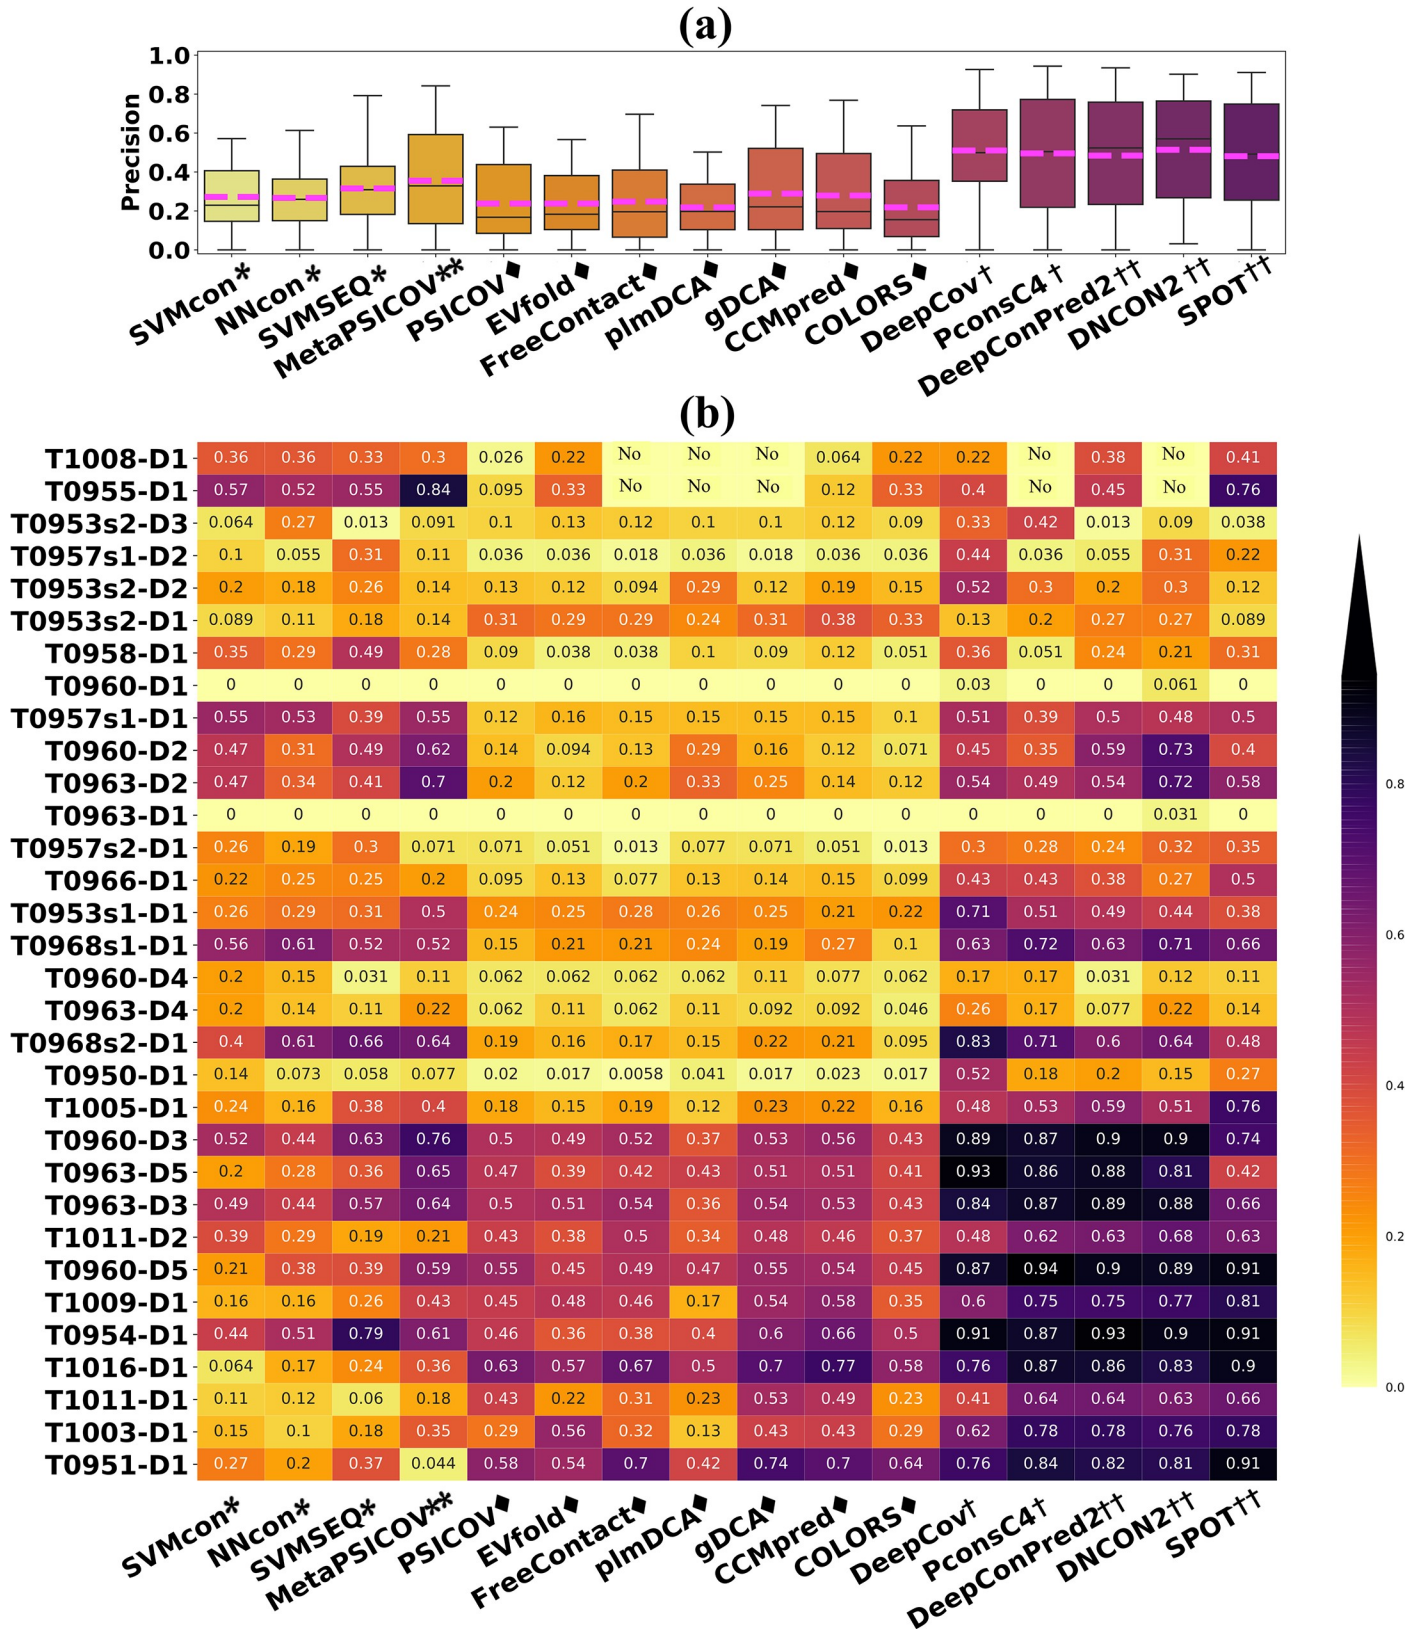 (a)
Precision
1.0
0.8
0.6
0.4
0.2
0.0
SVMcon* NNcon* SVMSEQ* MetaPSICOV** PSICOV♦ EVfold♦ FreeContact♦ plmDCA♦ gDCA♦ CCMpred♦ COLORS♦ DeepCov† PconsC4† DeepConPred2†† DNCON2†† SPOT††
(b)
T1008-D1 0.36 0.36 0.33 0.3 0.026 0.22 No No No 0.064 0.22 0.22 No 0.38 No 0.41
T0955-D1 0.57 0.52 0.55 0.84 0.095 0.33 No No No 0.12 0.33 0.4 No 0.45 No 0.76
T0953s2-D3 0.064 0.27 0.013 0.091 0.1 0.13 0.12 0.1 0.1 0.12 0.09 0.33 0.42 0.013 0.09 0.038
T0957s1-D2 0.1 0.055 0.31 0.11 0.036 0.036 0.018 0.036 0.018 0.036 0.036 0.44 0.036 0.055 0.31 0.22
T0953s2-D2 0.2 0.18 0.26 0.14 0.13 0.12 0.094 0.29 0.12 0.19 0.15 0.52 0.3 0.2 0.3 0.12
T0953s2-D1 0.089 0.11 0.18 0.14 0.31 0.29 0.29 0.24 0.31 0.38 0.33 0.13 0.2 0.27 0.27 0.089
T0958-D1 0.35 0.29 0.49 0.28 0.09 0.038 0.038 0.1 0.09 0.12 0.051 0.36 0.051 0.24 0.21 0.31
T0960-D1 0 0 0 0 0 0 0 0 0 0 0 0.03 0 0 0.061 0
T0957s1-D1 0.55 0.53 0.39 0.55 0.12 0.16 0.15 0.15 0.15 0.15 0.1 0.51 0.39 0.5 0.48 0.5
T0960-D2 0.47 0.31 0.49 0.62 0.14 0.094 0.13 0.29 0.16 0.12 0.071 0.45 0.35 0.59 0.73 0.4
T0963-D2 0.47 0.34 0.41 0.7 0.2 0.12 0.2 0.33 0.25 0.14 0.12 0.54 0.49 0.54 0.72 0.58
T0963-D1 0 0 0 0 0 0 0 0 0 0 0 0 0 0 0.031 0
T0957s2-D1 0.26 0.19 0.3 0.071 0.071 0.051 0.013 0.077 0.071 0.051 0.013 0.3 0.28 0.24 0.32 0.35
T0966-D1 0.22 0.25 0.25 0.2 0.095 0.13 0.077 0.13 0.14 0.15 0.099 0.43 0.43 0.38 0.27 0.5
T0953s1-D1 0.26 0.29 0.31 0.5 0.24 0.25 0.28 0.26 0.25 0.21 0.22 0.71 0.51 0.49 0.44 0.38
T0968s1-D1 0.56 0.61 0.52 0.52 0.15 0.21 0.21 0.24 0.19 0.27 0.1 0.63 0.72 0.63 0.71 0.66
T0960-D4 0.2 0.15 0.031 0.11 0.062 0.062 0.062 0.062 0.11 0.077 0.062 0.17 0.17 0.031 0.12 0.11
T0963-D4 0.2 0.14 0.11 0.22 0.062 0.11 0.062 0.11 0.092 0.092 0.046 0.26 0.17 0.077 0.22 0.14
T0968s2-D1 0.4 0.61 0.66 0.64 0.19 0.16 0.17 0.15 0.22 0.21 0.095 0.83 0.71 0.6 0.64 0.48
T0950-D1 0.14 0.073 0.058 0.077 0.02 0.017 0.0058 0.041 0.017 0.023 0.017 0.52 0.18 0.2 0.15 0.27
T1005-D1 0.24 0.16 0.38 0.4 0.18 0.15 0.19 0.12 0.23 0.22 0.16 0.48 0.53 0.59 0.51 0.76
T0960-D3 0.52 0.44 0.63 0.76 0.5 0.49 0.52 0.37 0.53 0.56 0.43 0.89 0.87 0.9 0.9 0.74
T0963-D5 0.2 0.28 0.36 0.65 0.47 0.39 0.42 0.43 0.51 0.51 0.41 0.93 0.86 0.88 0.81 0.42
T0963-D3 0.49 0.44 0.57 0.64 0.5 0.51 0.54 0.36 0.54 0.53 0.43 0.84 0.87 0.89 0.88 0.66
T1011-D2 0.39 0.29 0.19 0.21 0.43 0.38 0.5 0.34 0.48 0.46 0.37 0.48 0.62 0.63 0.68 0.63
T0960-D5 0.21 0.38 0.39 0.59 0.55 0.45 0.49 0.47 0.55 0.54 0.45 0.87 0.94 0.9 0.89 0.91
T1009-D1 0.16 0.16 0.26 0.43 0.45 0.48 0.46 0.17 0.54 0.58 0.35 0.6 0.75 0.75 0.77 0.81
T0954-D1 0.44 0.51 0.79 0.61 0.46 0.36 0.38 0.4 0.6 0.66 0.5 0.91 0.87 0.93 0.9 0.91
T1016-D1 0.064 0.17 0.24 0.36 0.63 0.57 0.67 0.5 0.7 0.77 0.58 0.76 0.87 0.86 0.83 0.9
T1011-D1 0.11 0.12 0.06 0.18 0.43 0.22 0.31 0.23 0.53 0.49 0.23 0.41 0.64 0.64 0.63 0.66
T1003-D1 0.15 0.1 0.18 0.35 0.29 0.56 0.32 0.13 0.43 0.43 0.29 0.62 0.78 0.78 0.76 0.78
T0951-D1 0.27 0.2 0.37 0.044 0.58 0.54 0.7 0.42 0.74 0.7 0.64 0.76 0.84 0.82 0.81 0.91
SVMcon* NNcon* SVMSEQ* MetaPSICOV** PSICOV♦ EVfold♦ FreeContact♦ plmDCA♦ gDCA♦ CCMpred♦ COLORS♦ DeepCov† PconsC4† DeepConPred2†† DNCON2†† SPOT††
0.8
0.6
0.4
0.2
0.0